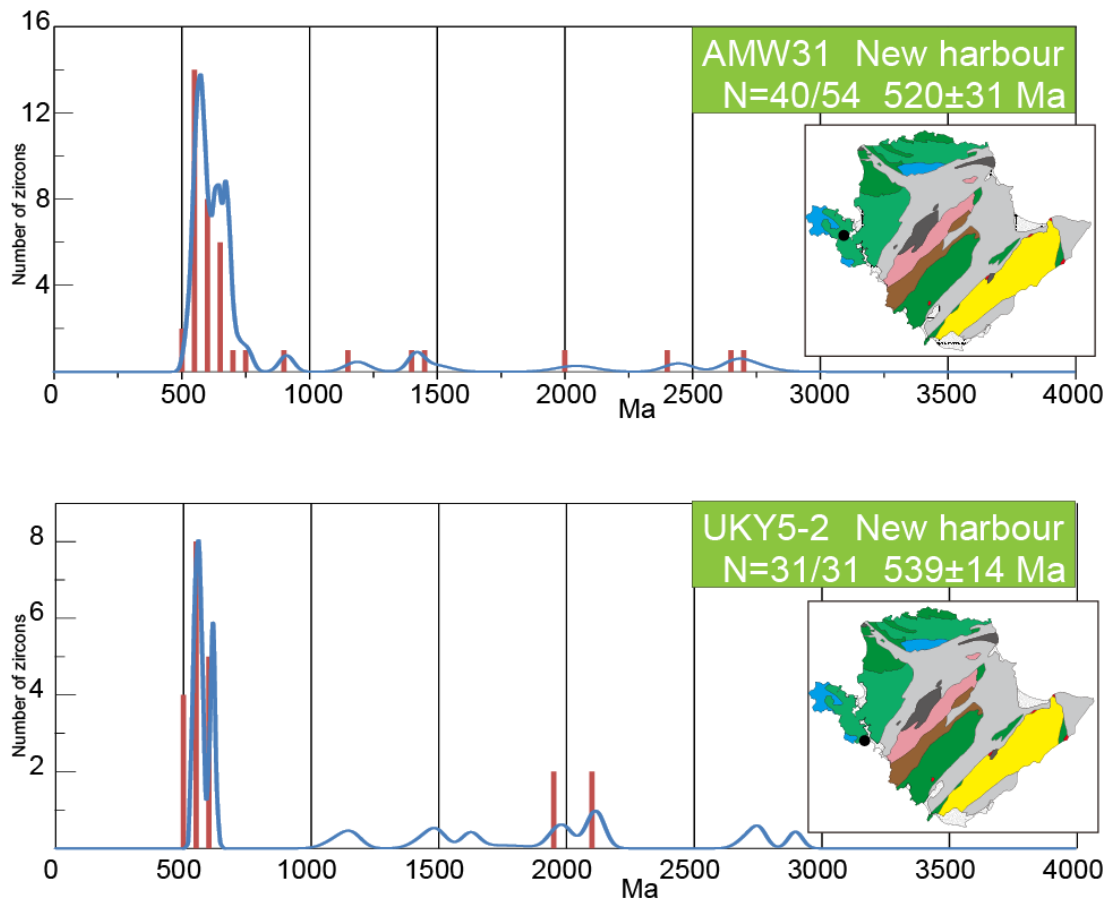 16
12
8
4
Number of zircons
AMW31 New harbour
N=40/54 520±31 Ma
0 500 1000 1500 2000 2500 3000 3500 4000
Ma
8
6
4
2
Number of zircons
UKY5-2 New harbour
N=31/31 539±14 Ma
0 500 1000 1500 2000 2500 3000 3500 4000
Ma